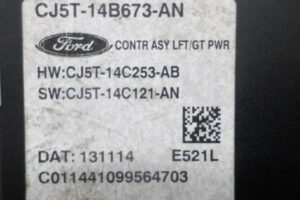 CJ5T-14B673-AN
Ford CONTR ASY LFT/GT PWR
HW:CJ5T-14C253-AB
SW:CJ5T-14C121-AN
DAT: 131114 E521L
C011441099564703